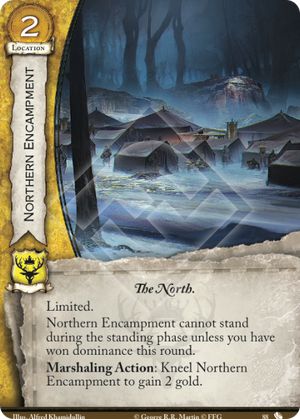 2
Location
Northern Encampment
The North.
Limited.
Northern Encampment cannot stand
during the standing phase unless you have
won dominance this round.
Marshaling Action: Kneel Northern
Encampment to gain 2 gold.
Illus. Alfred Khamidullin
© George R.R. Martin © FFG